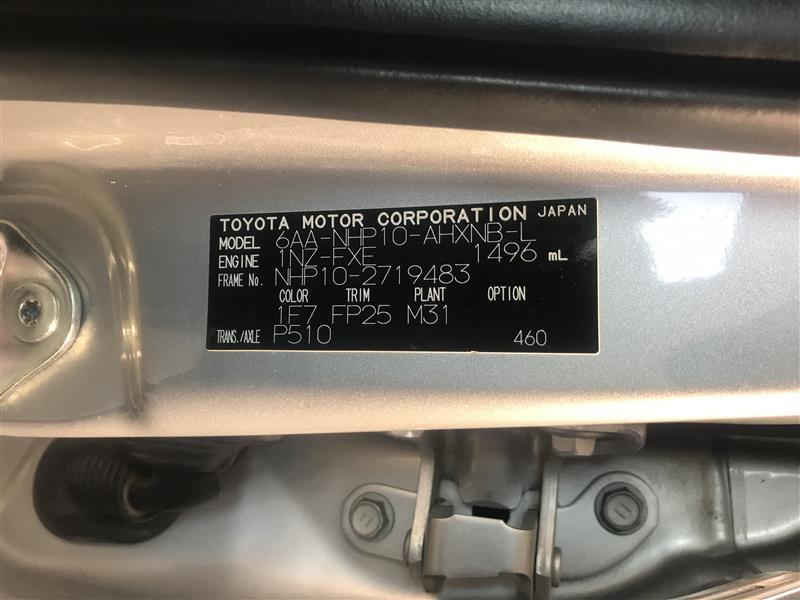 TOYOTA MOTOR CORPORATION JAPAN
MODEL 6AA-NHP10-AHXNB-L
ENGINE 1NZ-FXE 1496 mL
FRAME No. NHP10-2719483
COLOR TRIM PLANT OPTION
1F7 FP25 M31
TRANS./AXLE P510 460